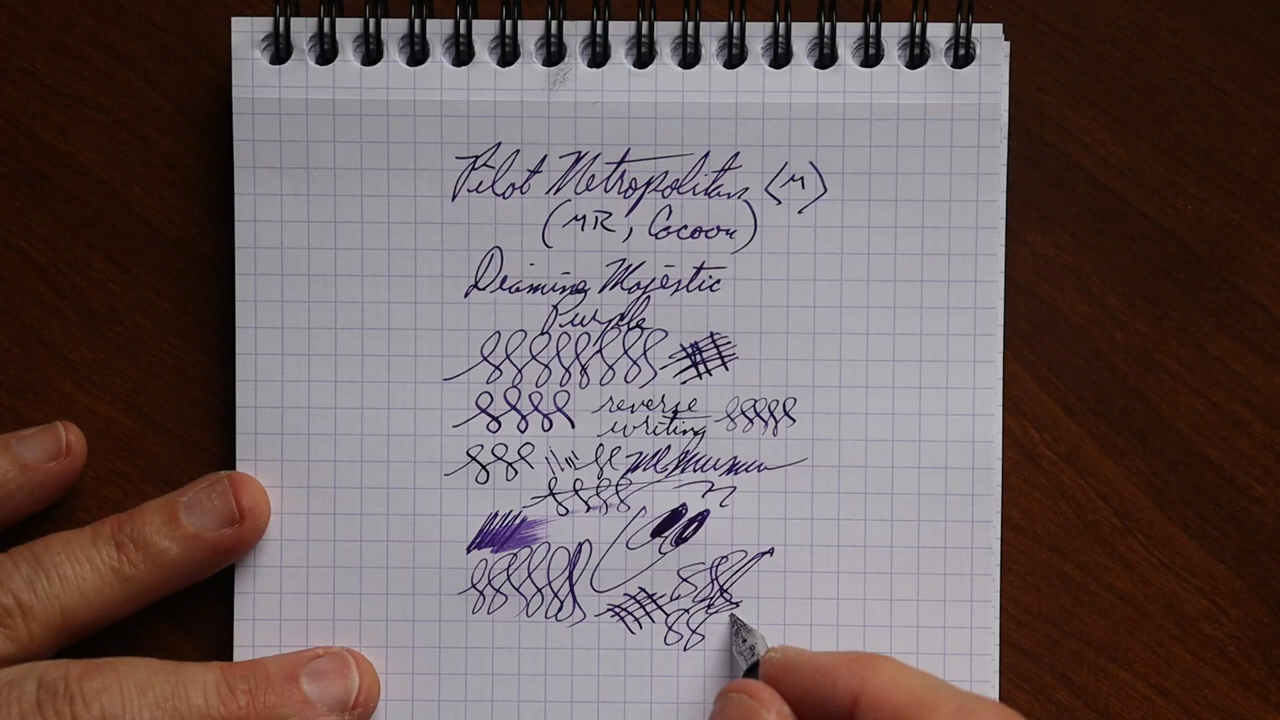 Pilot Metropolitan <M>
(MR, Cocoon)
Diamine Majestic
Purple
reverse
writing